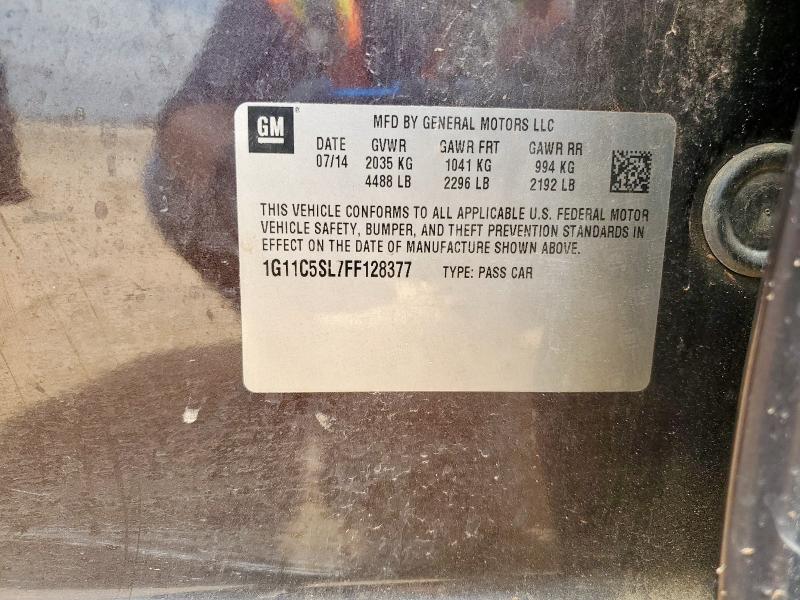 GM
MFD BY GENERAL MOTORS LLC
DATE GVWR GAWR FRT GAWR RR
07/14 2035 KG 1041 KG 994 KG
4488 LB 2296 LB 2192 LB
THIS VEHICLE CONFORMS TO ALL APPLICABLE U.S. FEDERAL MOTOR
VEHICLE SAFETY, BUMPER, AND THEFT PREVENTION STANDARDS IN
EFFECT ON THE DATE OF MANUFACTURE SHOWN ABOVE.
1G11C5SL7FF128377 TYPE: PASS CAR